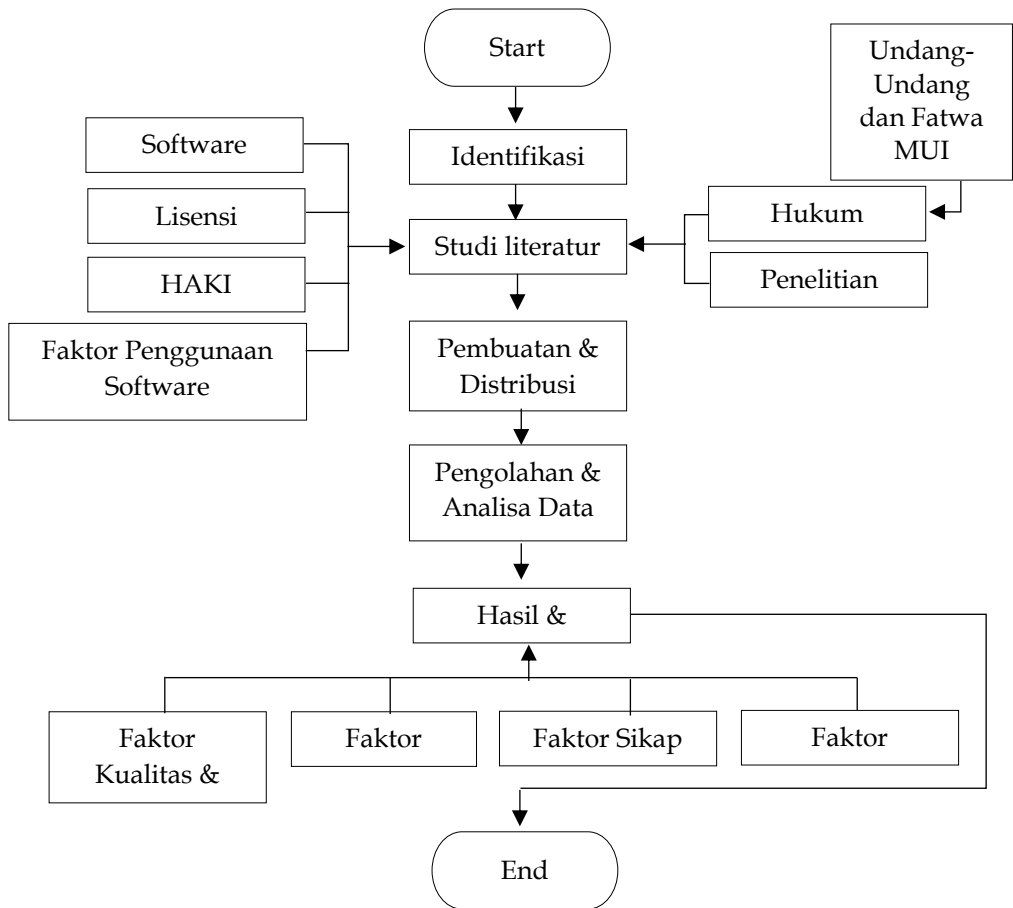 Start
Undang-
Undang
dan Fatwa
MUI
Software
Identifikasi
Lisensi
Hukum
Studi literatur
HAKI
Penelitian
Faktor Penggunaan
Software
Pembuatan &
Distribusi
Pengolahan &
Analisa Data
Hasil &
Faktor
Kualitas &
Faktor
Faktor Sikap
Faktor
End